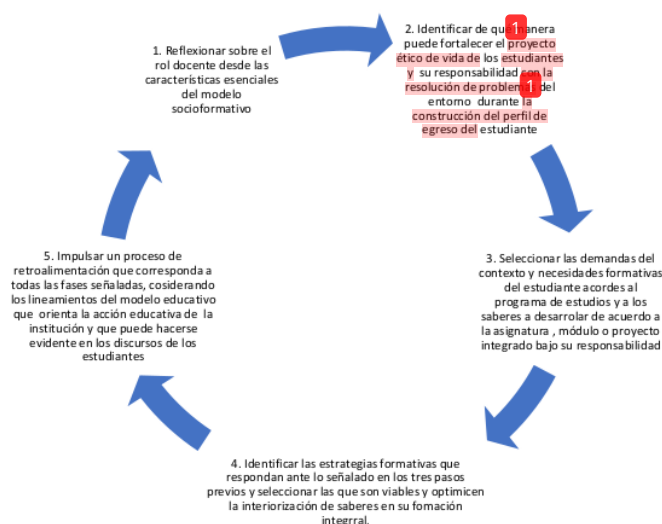 1. Reflexionar sobre el
rol docente desde las
características esenciales
del modelo
socioformativo
2. Identificar de que manera
puede fortalecer el proyecto
ético de vida de los estudiantes
y su responsabilidad con la
resolución de problemas del
entorno durante la
construcción del perfil de
egreso del estudiante
1
1
3. Seleccionar las demandas del
contexto y necesidades formativas
del estudiante acordes al
programa de estudios y a los
saberes a desarrolar de acuerdo a
la asignatura , módulo o proyecto
integrado bajo su responsabilidad
4. Identificar las estrategias formativas que
respondan ante lo señalado en los tres pasos
previos y seleccionar las que son viables y optimicen
la interiorización de saberes en su fomación
integrral.
5. Impulsar un proceso de
retroalimentación que corresponda a
todas las fases señaladas, cosiderando
los lineamientos del modelo educativo
que orienta la acción educativa de la
institución y que puede hacerse
evidente en los discursos de los
estudiantes